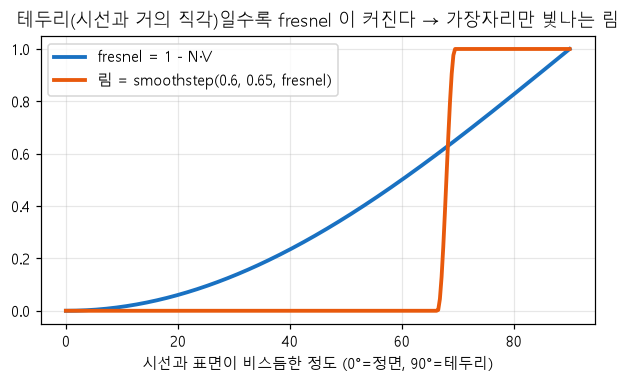 테두리(시선과 거의 직각)일수록 fresnel 이 커진다 → 가장자리만 빛나는 림
fresnel = 1 - N·V
림 = smoothstep(0.6, 0.65, fresnel)
1.0
0.8
0.6
0.4
0.2
0.0
0 20 40 60 80
시선과 표면이 비스듬한 정도 (0°=정면, 90°=테두리)